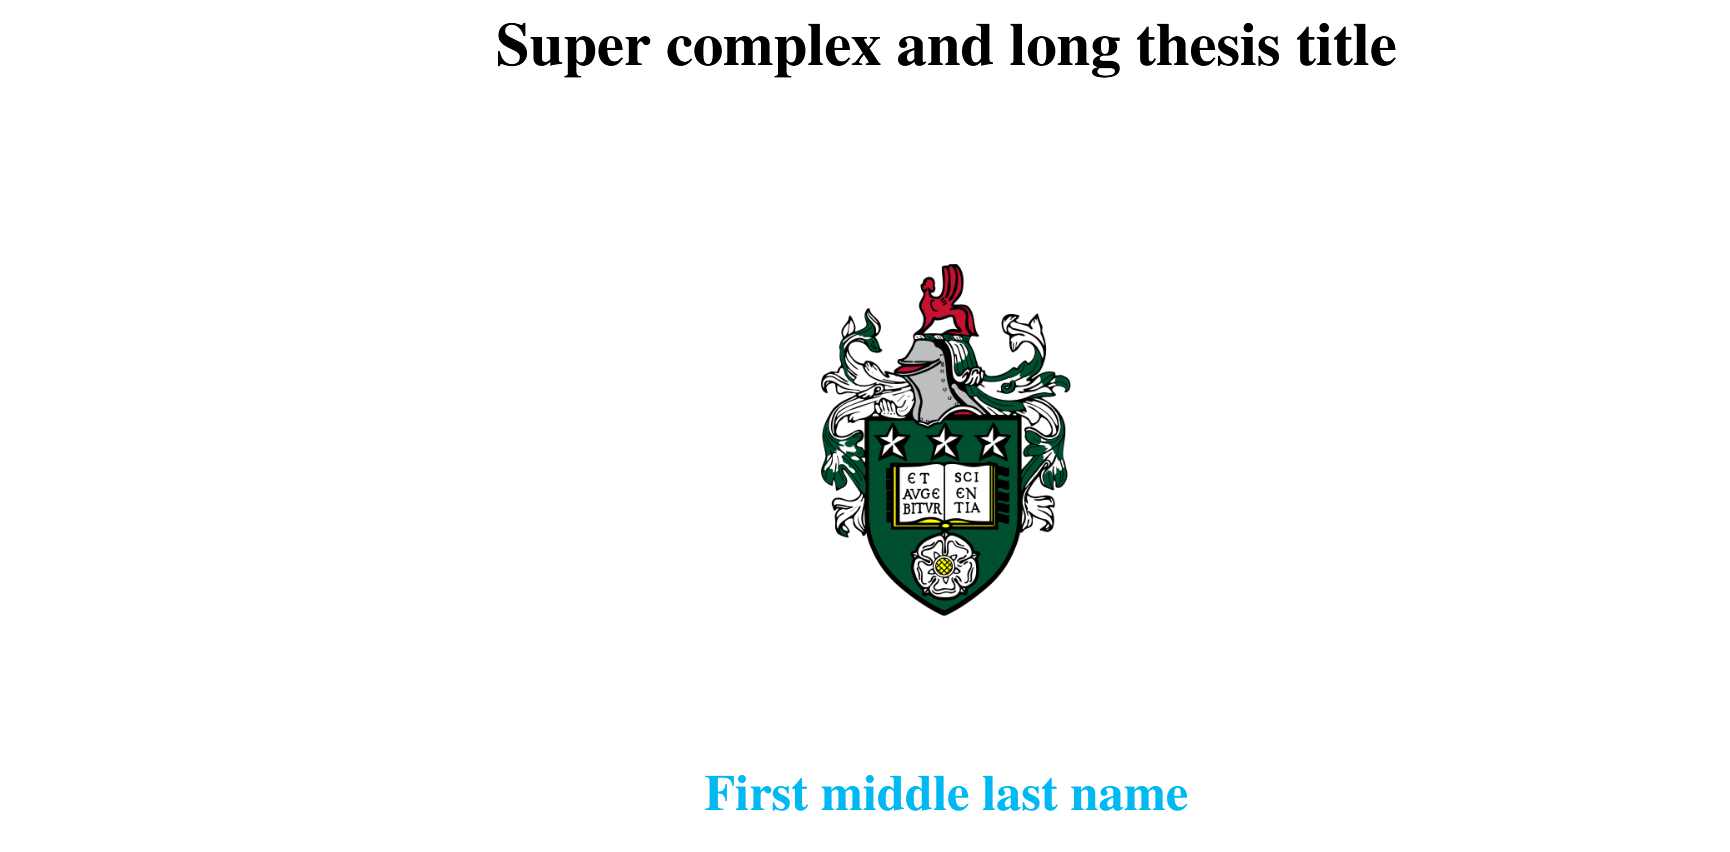 Super complex and long thesis title
ET
AVGE
BITVR
SCI
EN
TIA
First middle last name